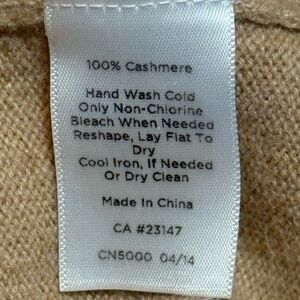 100% Cashmere
Hand Wash Cold
Only Non-Chlorine
Bleach When Needed
Reshape, Lay Flat To
Dry
Cool Iron, If Needed
Or Dry Clean
Made In China
CA #23147
CN5000 04/14